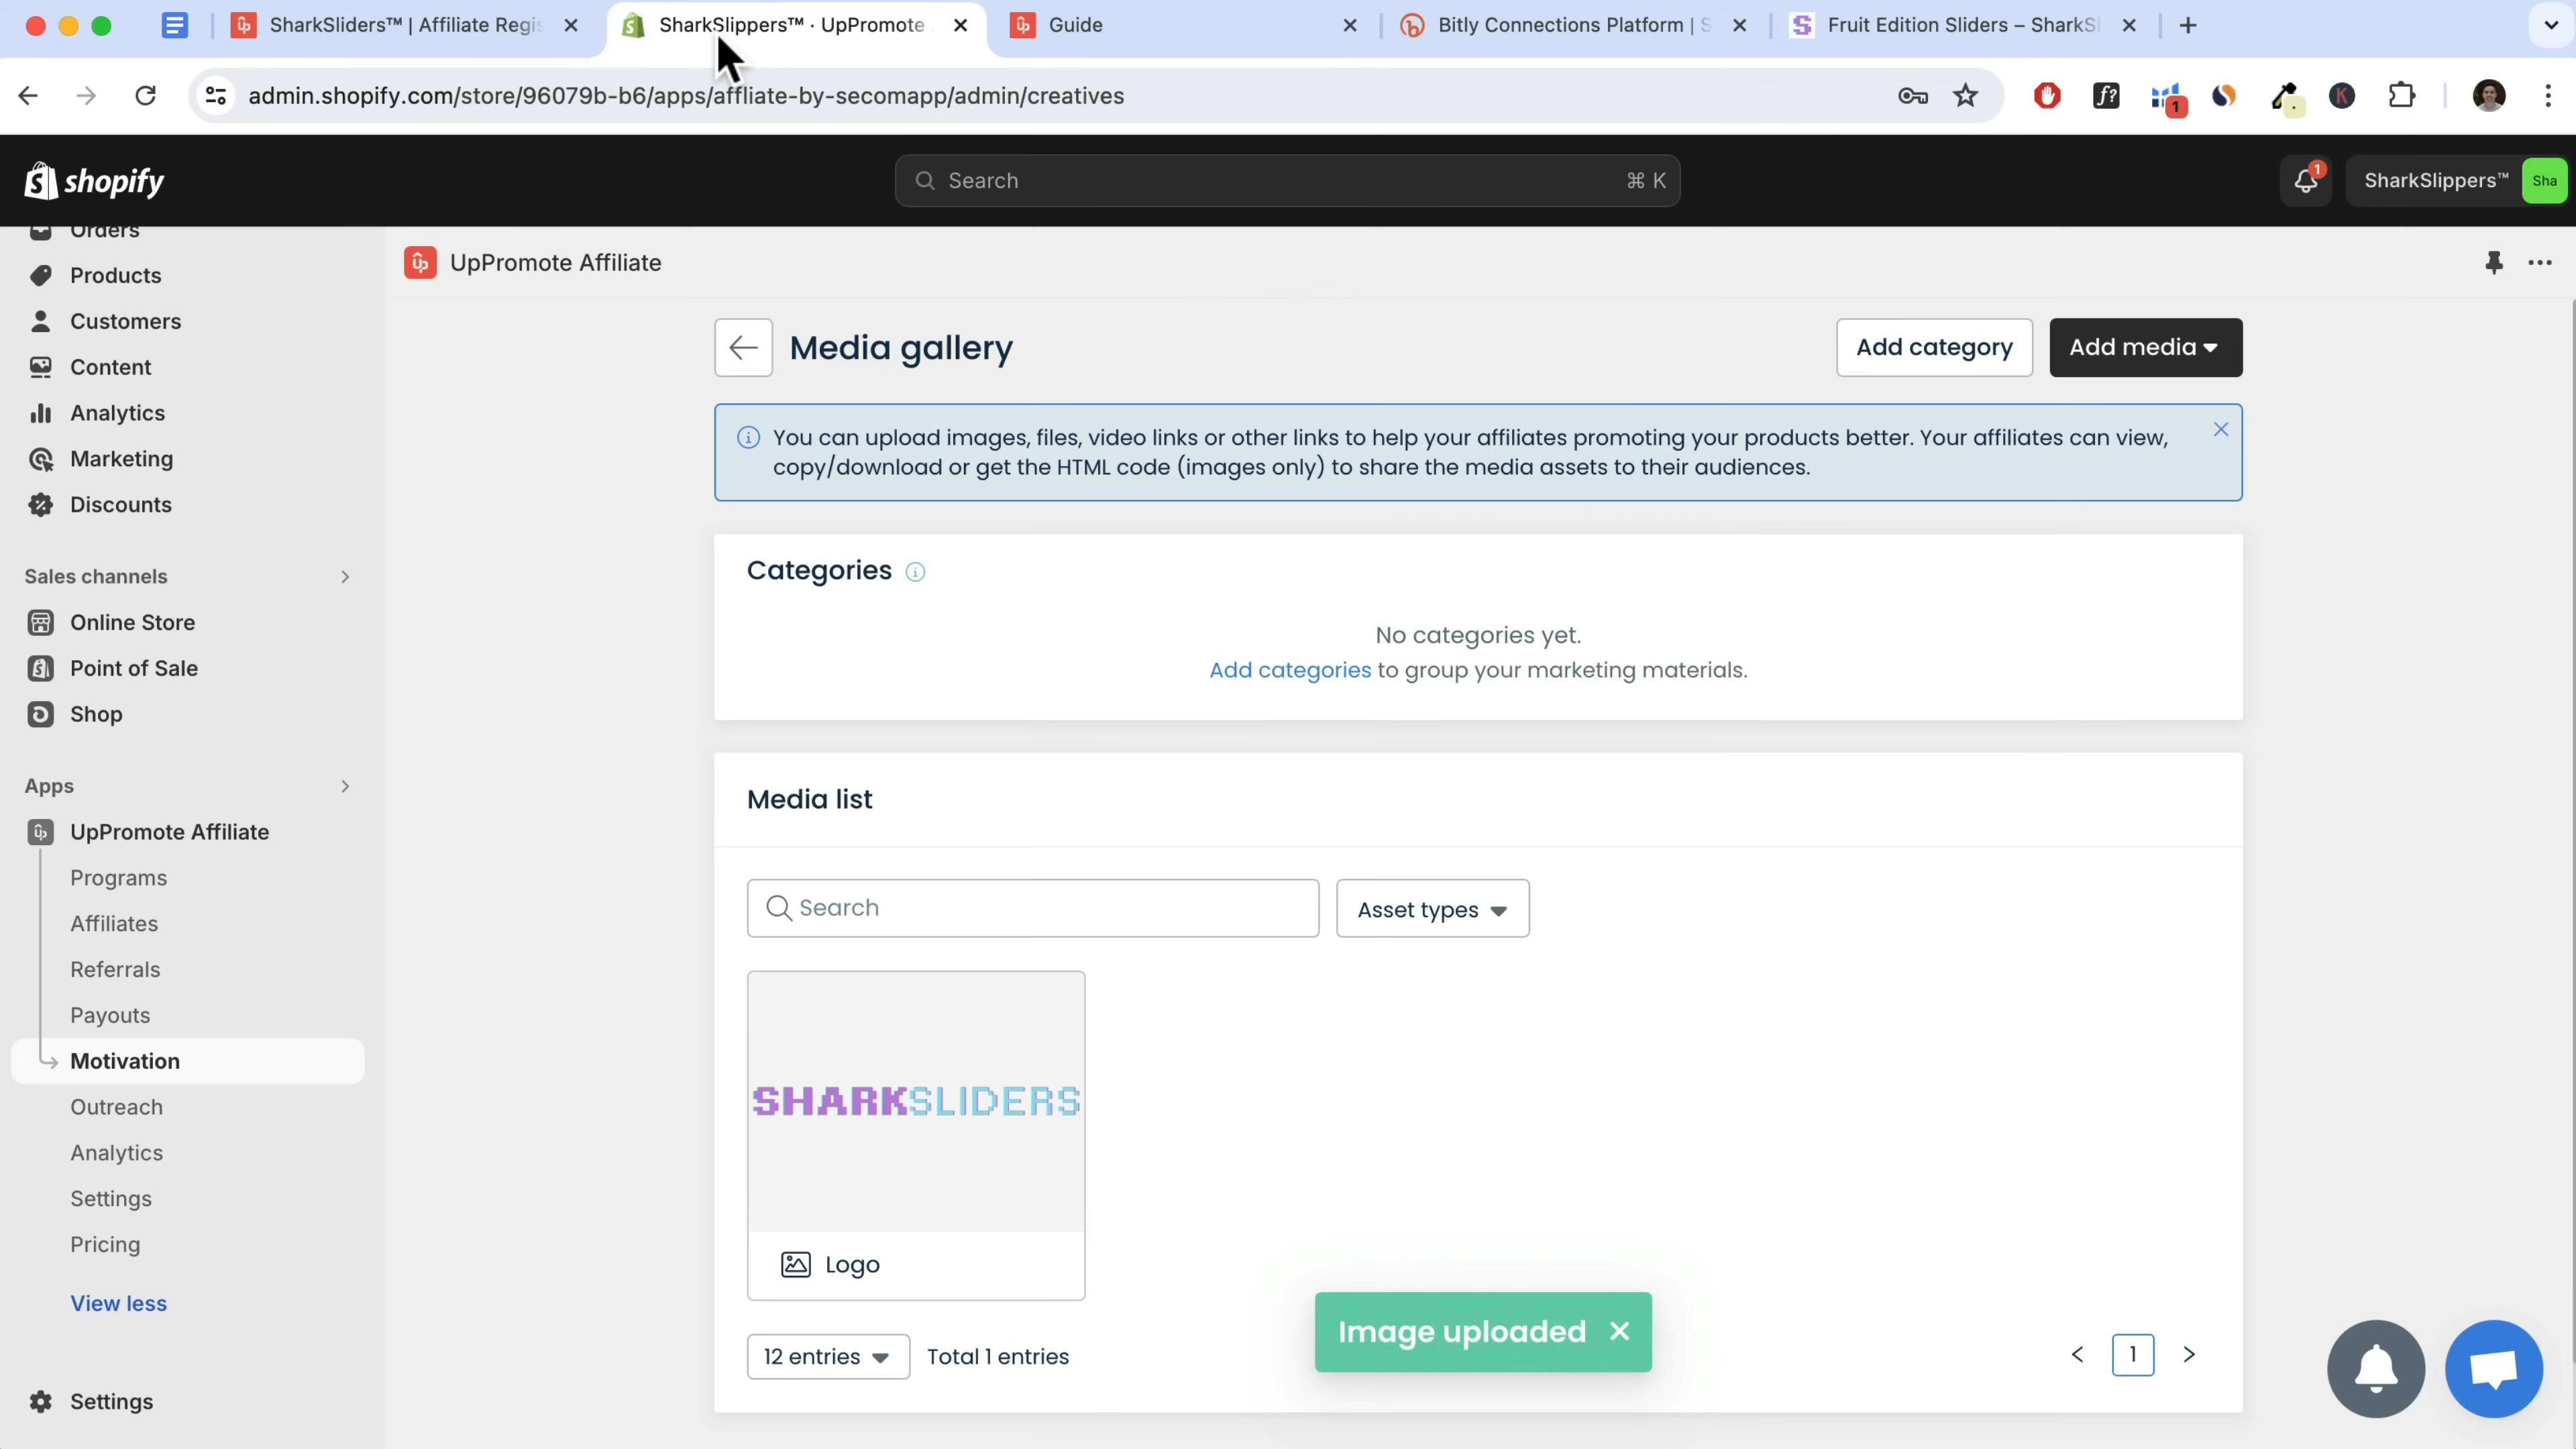 SharkSliders™ | Affiliate Regis
SharkSlippers™ · UpPromote
Guide
Bitly Connections Platform | S
Fruit Edition Sliders – SharkSl
admin.shopify.com/store/96079b-b6/apps/affliate-by-secomapp/admin/creatives
shopify
Search
⌘ K
SharkSlippers™
Sha
Orders
Products
Customers
Content
Analytics
Marketing
Discounts
Sales channels
Online Store
Point of Sale
Shop
Apps
UpPromote Affiliate
Programs
Affiliates
Referrals
Payouts
Motivation
Outreach
Analytics
Settings
Pricing
View less
Settings
UpPromote Affiliate
Media gallery
Add category
Add media
You can upload images, files, video links or other links to help your affiliates promoting your products better. Your affiliates can view,
copy/download or get the HTML code (images only) to share the media assets to their audiences.
Categories
No categories yet.
Add categories to group your marketing materials.
Media list
Search
Asset types
SHARKSLIDERS
Logo
Image uploaded
12 entries
Total 1 entries
1